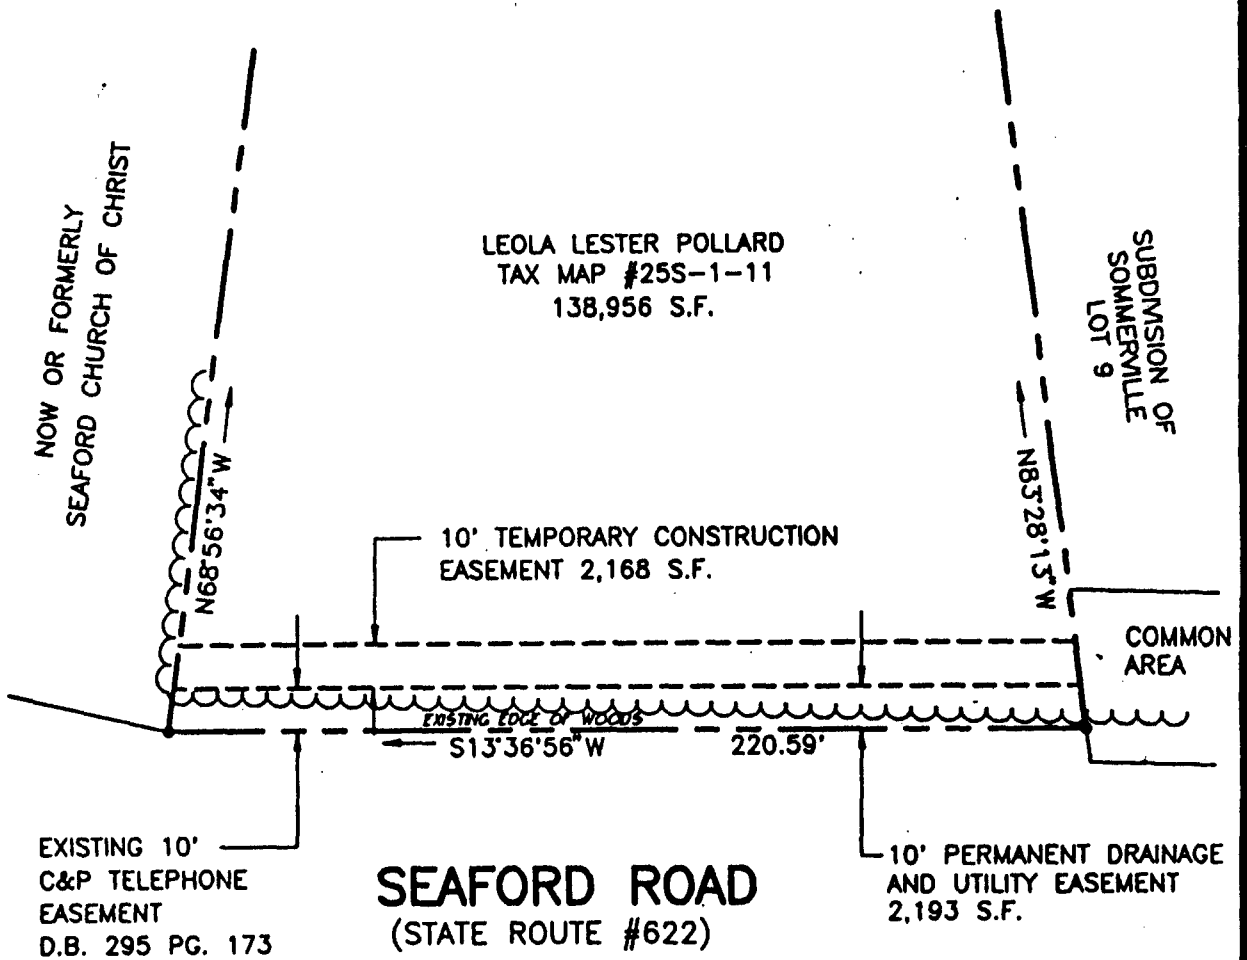 NOW OR FORMERLY
SEAFORD CHURCH OF CHRIST
LEOLA LESTER POLLARD
TAX MAP #25S-1-11
138,956 S.F.
SUBDIVISION OF
SOMMERVILLE
LOT 9
N68°56'34"W
N83°28'13"W
10' TEMPORARY CONSTRUCTION
EASEMENT 2,168 S.F.
COMMON
AREA
EXISTING EDGE OF WOODS
S13°36'56"W 220.59'
EXISTING 10'
C&P TELEPHONE
EASEMENT
D.B. 295 PG. 173
SEAFORD ROAD
(STATE ROUTE #622)
10' PERMANENT DRAINAGE
AND UTILITY EASEMENT
2,193 S.F.